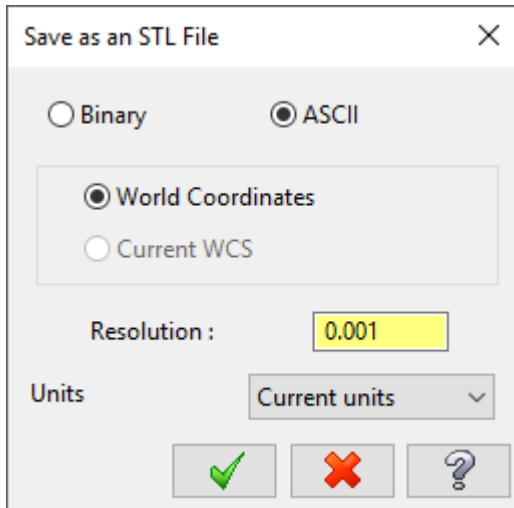 Save as an STL File
Binary ASCII
World Coordinates
Current WCS
Resolution : 0.001
Units Current units